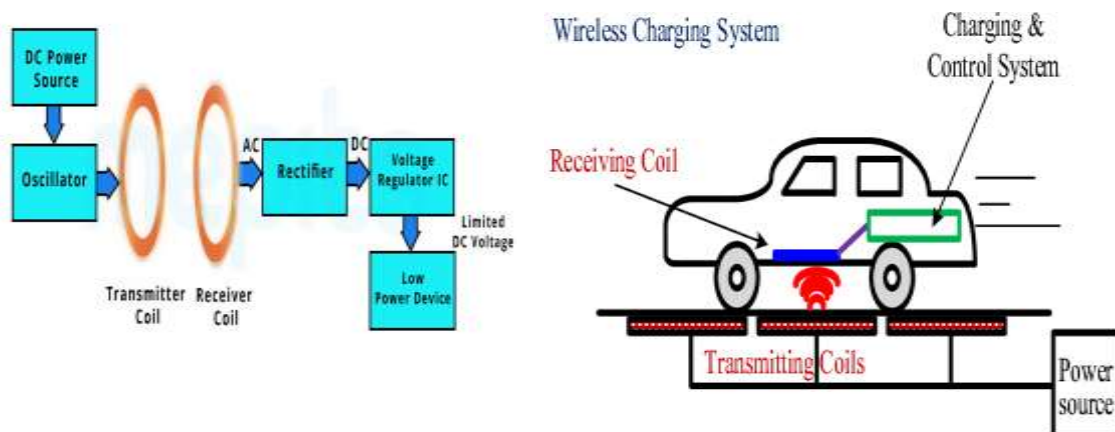 DC Power
Source
Oscillator
Transmitter
Coil
Receiver
Coil
AC
Rectifier
DC
Voltage
Regulator IC
Limited
DC Voltage
Low
Power Device
Wireless Charging System
Charging &
Control System
Receiving Coil
Transmitting Coils
Power
source